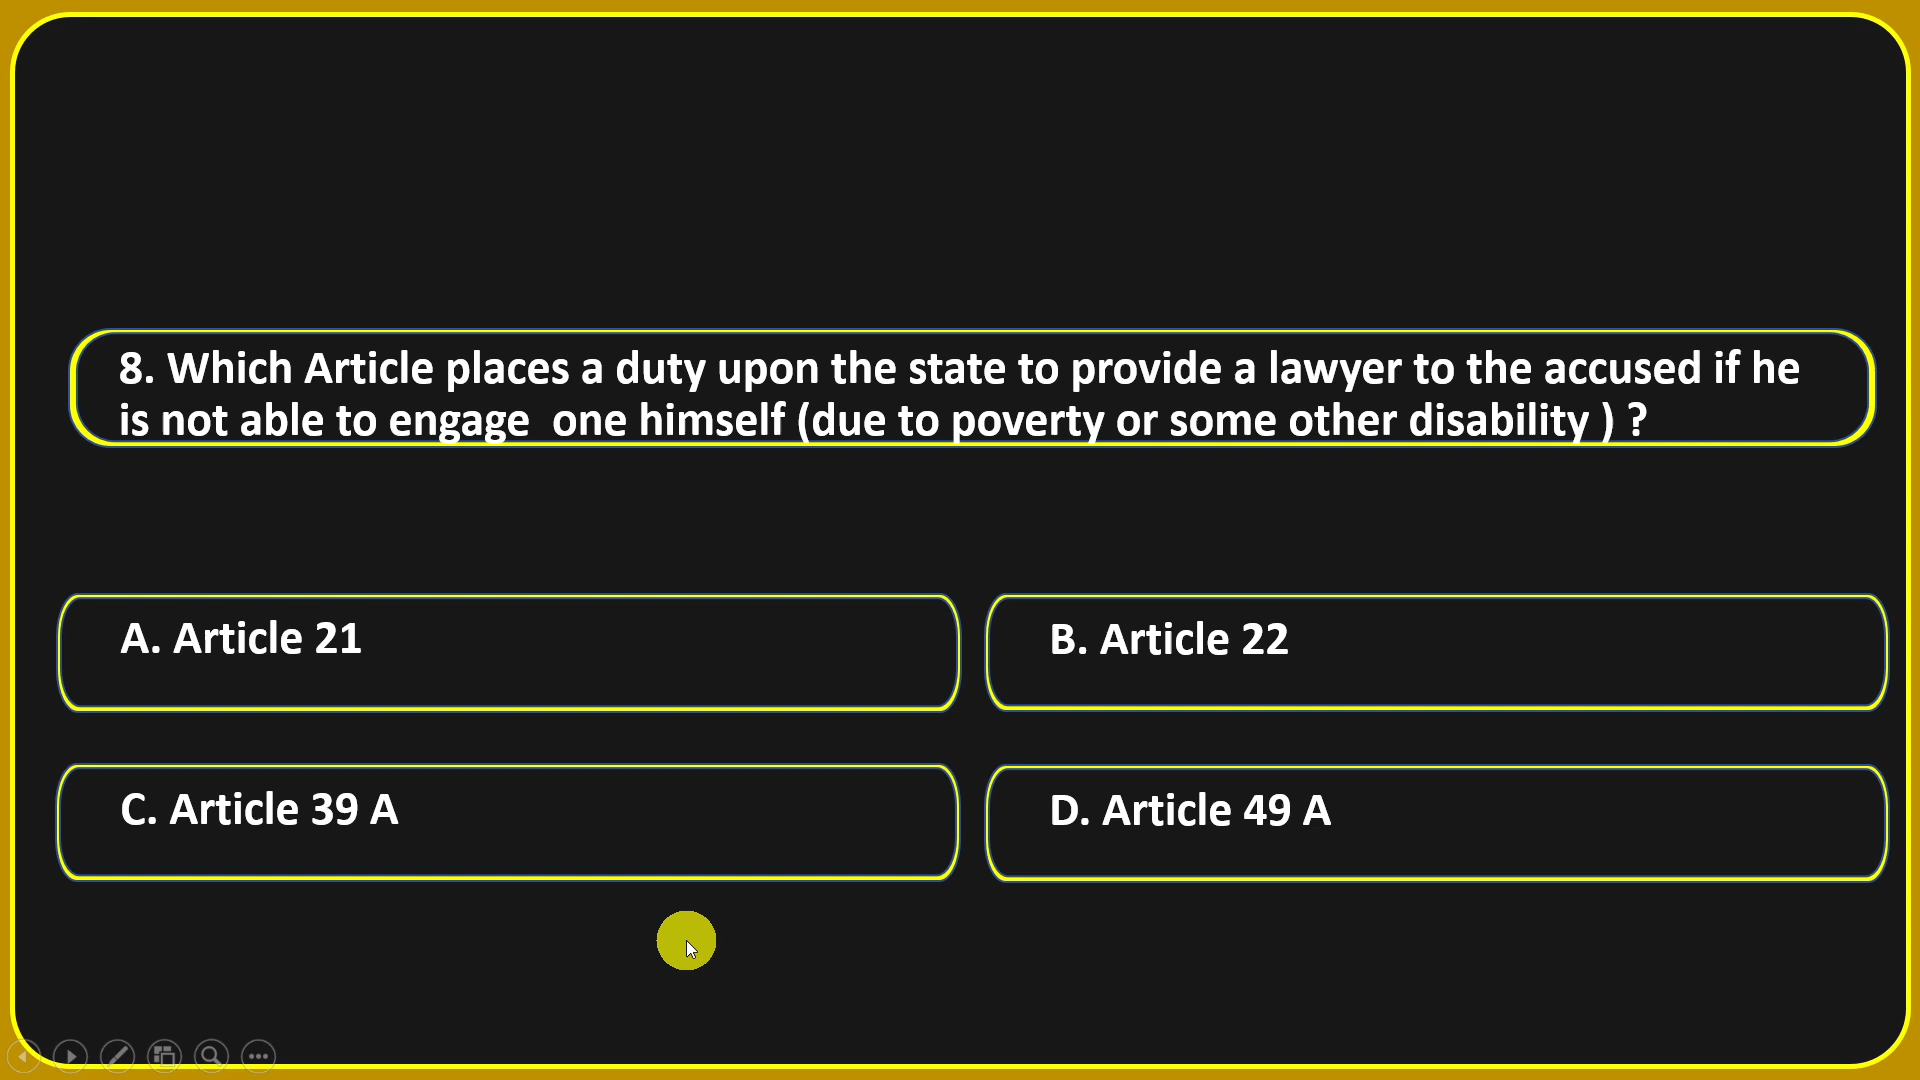 8. Which Article places a duty upon the state to provide a lawyer to the accused if he
is not able to engage  one himself (due to poverty or some other disability ) ?
A. Article 21
B. Article 22
C. Article 39 A
D. Article 49 A